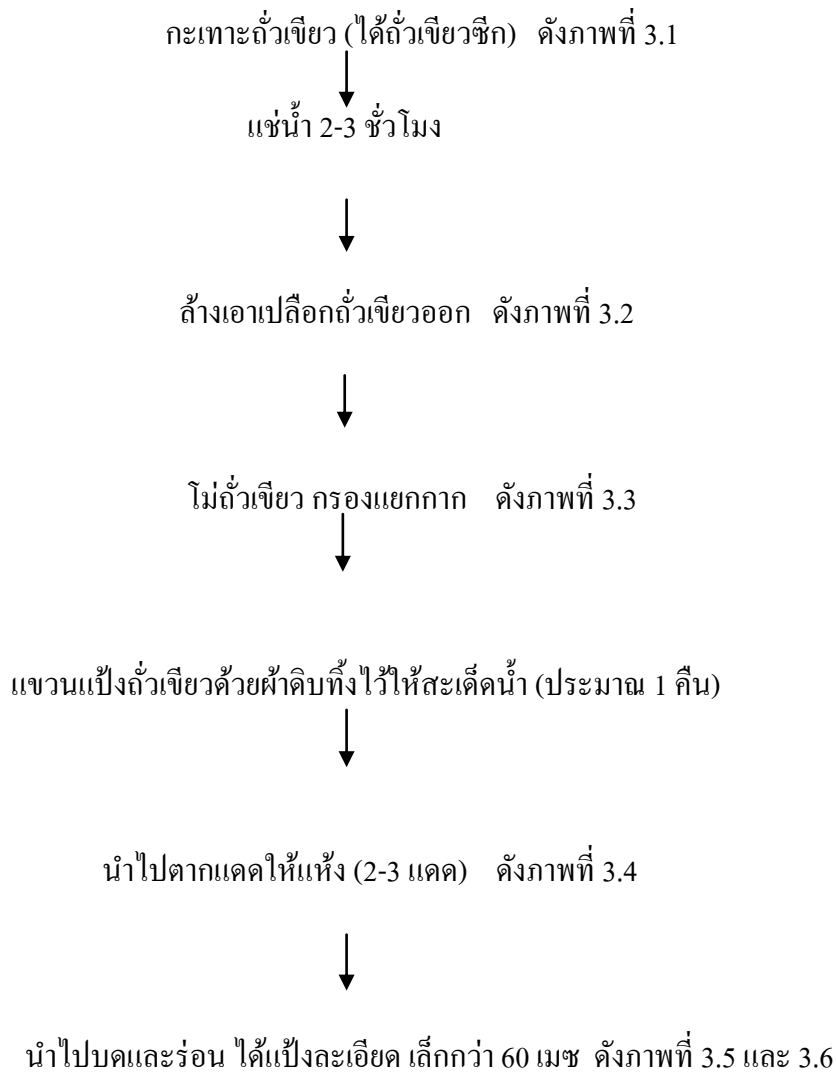 กะเทาะถั่วเขียว (ได้ถั่วเขียวซีก) ดังภาพที่ 3.1
แช่น้ำ 2-3 ชั่วโมง
ล้างเอาเปลือกถั่วเขียวออก ดังภาพที่ 3.2
โม่ถั่วเขียว กรองแยกกาก ดังภาพที่ 3.3
แขวนแป้งถั่วเขียวด้วยผ้าดิบทิ้งไว้ให้สะเด็ดน้ำ (ประมาณ 1 คืน)
นำไปตากแดดให้แห้ง (2-3 แดด) ดังภาพที่ 3.4
นำไปบดและร่อน ได้แป้งละเอียด เล็กกว่า 60 เมซ ดังภาพที่ 3.5 และ 3.6